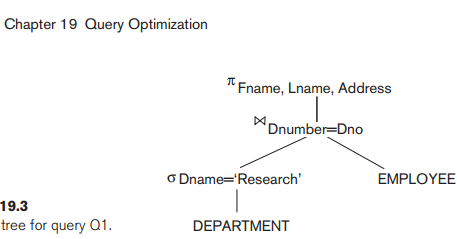 Chapter 19 Query Optimization
π Fname, Lname, Address
⋈ Dnumber=Dno
σ Dname=‘Research’
EMPLOYEE
19.3
tree for query Q1.
DEPARTMENT